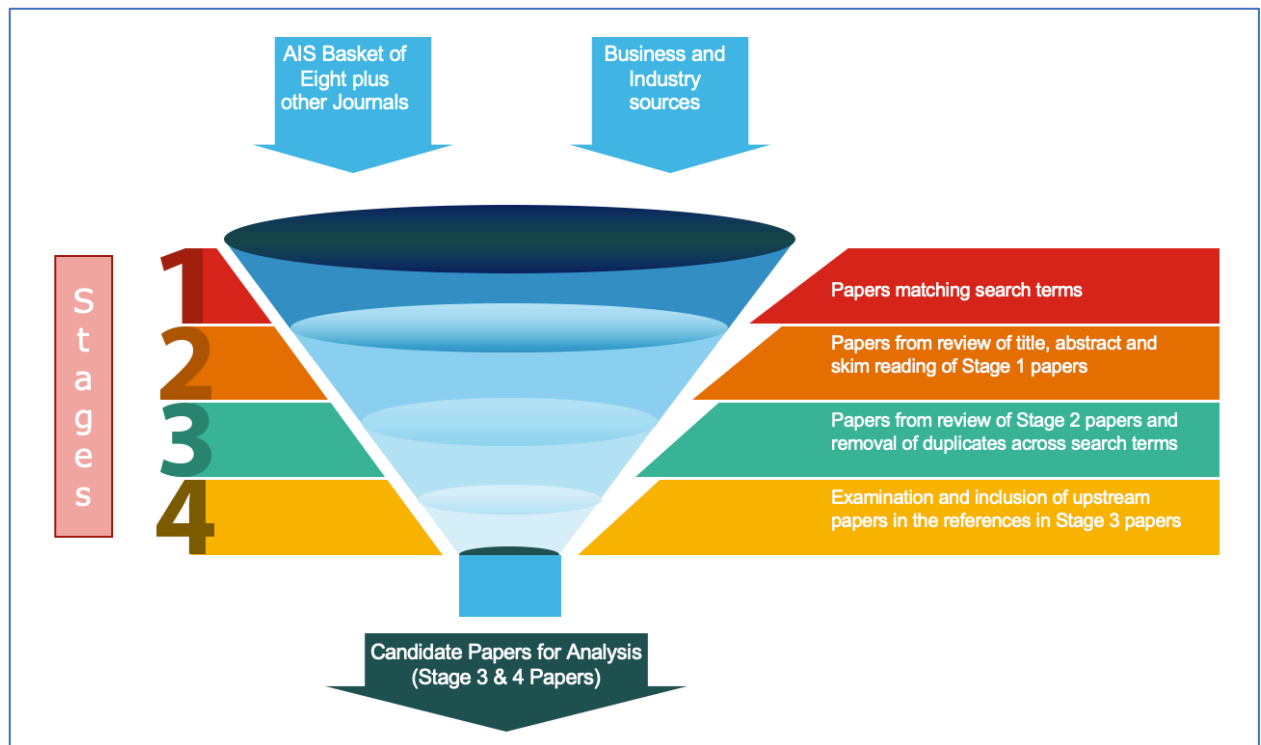 AIS Basket of
Eight plus
other Journals
Business and
Industry
sources
Stages
1
Papers matching search terms
2
Papers from review of title, abstract and
skim reading of Stage 1 papers
3
Papers from review of Stage 2 papers and
removal of duplicates across search terms
4
Examination and inclusion of upstream
papers in the references in Stage 3 papers
Candidate Papers for Analysis
(Stage 3 & 4 Papers)